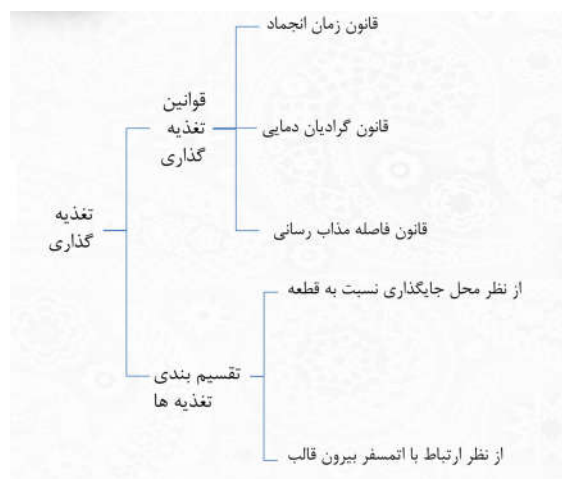 قانون زمان انجماد
قوانین
تغذیه
گذاری
قانون گرادیان دمایی
تغذیه
گذاری
قانون فاصله مذاب رسانی
از نظر محل جایگذاری نسبت به قطعه
تقسیم بندی
تغذیه ها
از نظر ارتباط با اتمسفر بیرون قالب